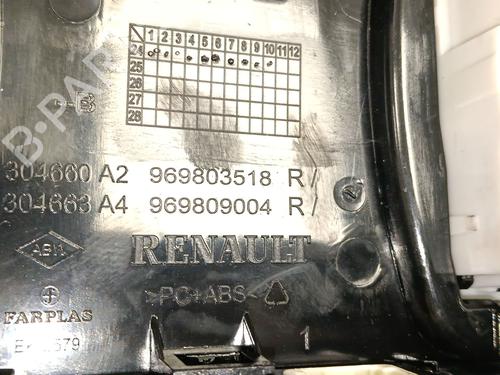 1 2 3 4 5 6 7 8 9 10 11 12
24
25
26
27
28
B
B-PARTS
304660 A2 969803518 R /
304663 A4 969809004 R /
RENAULT
>PC+ABS<
FARPLAS
1